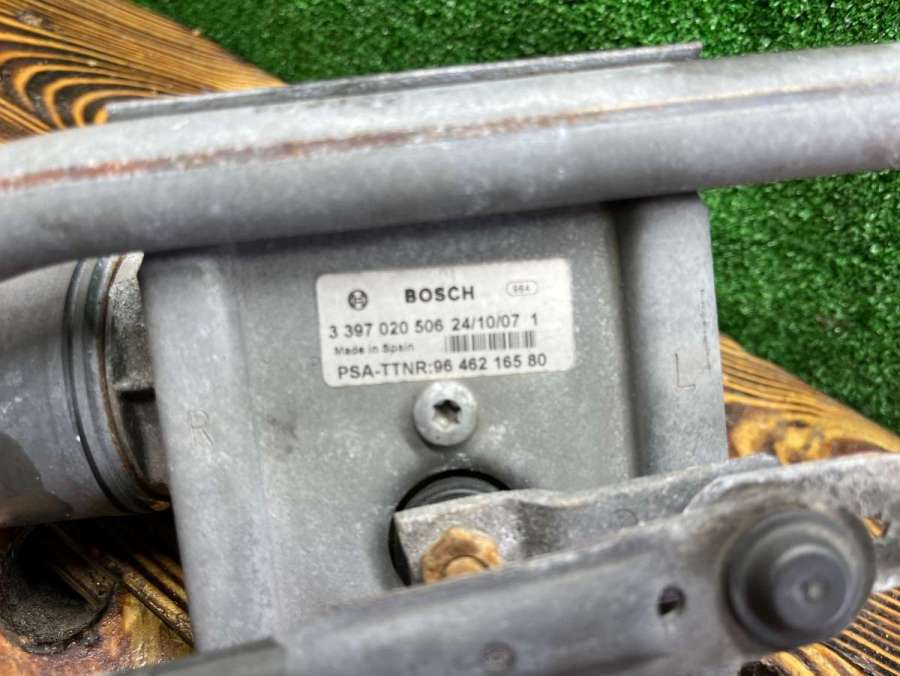 BOSCH
3 397 020 506 24/10/07 1
Made in Spain
PSA-TTNR:96 462 165 80
R
L